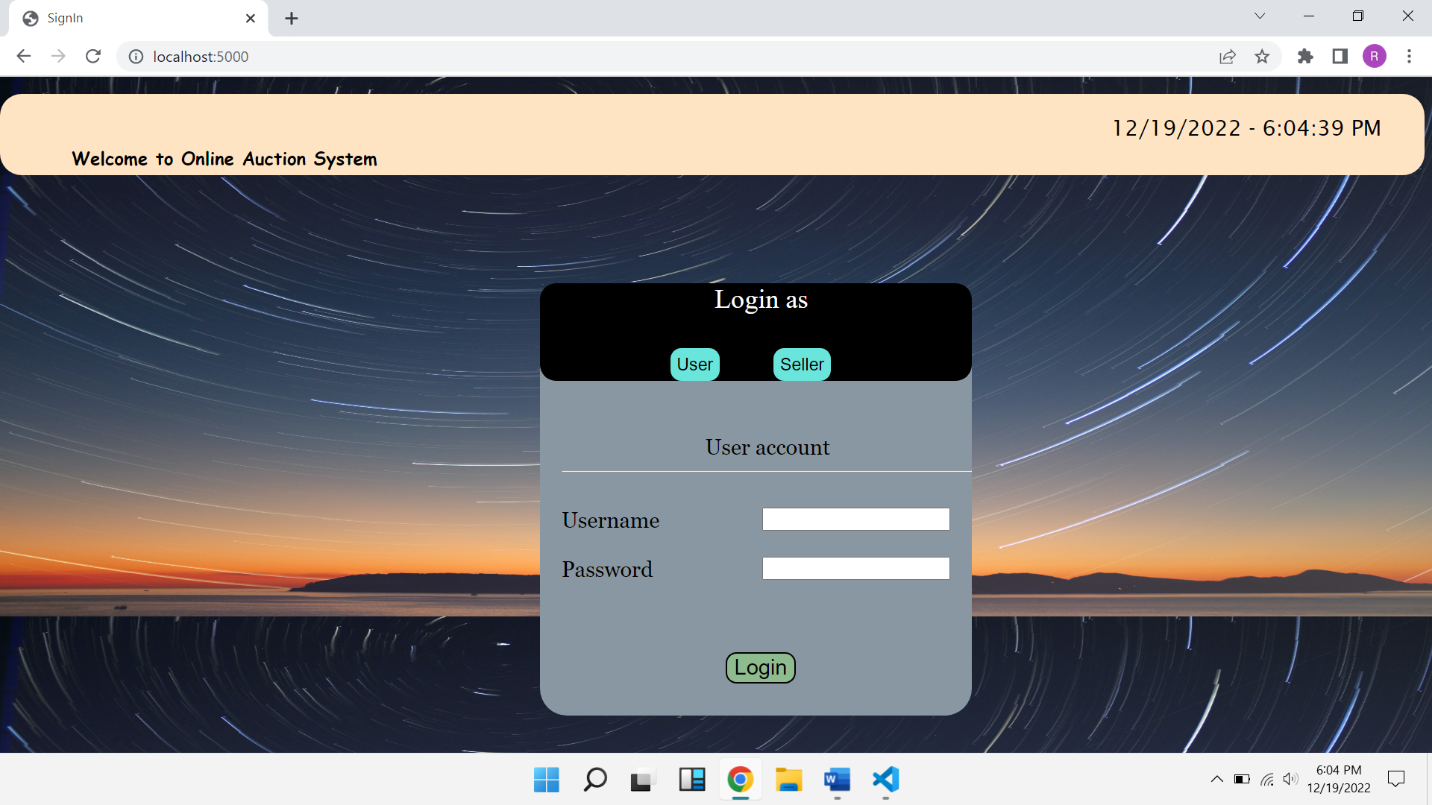 SignIn
localhost:5000
R
12/19/2022 - 6:04:39 PM
Welcome to Online Auction System
Login as
User Seller
User account
Username
Password
Login
W
6:04 PM
12/19/2022